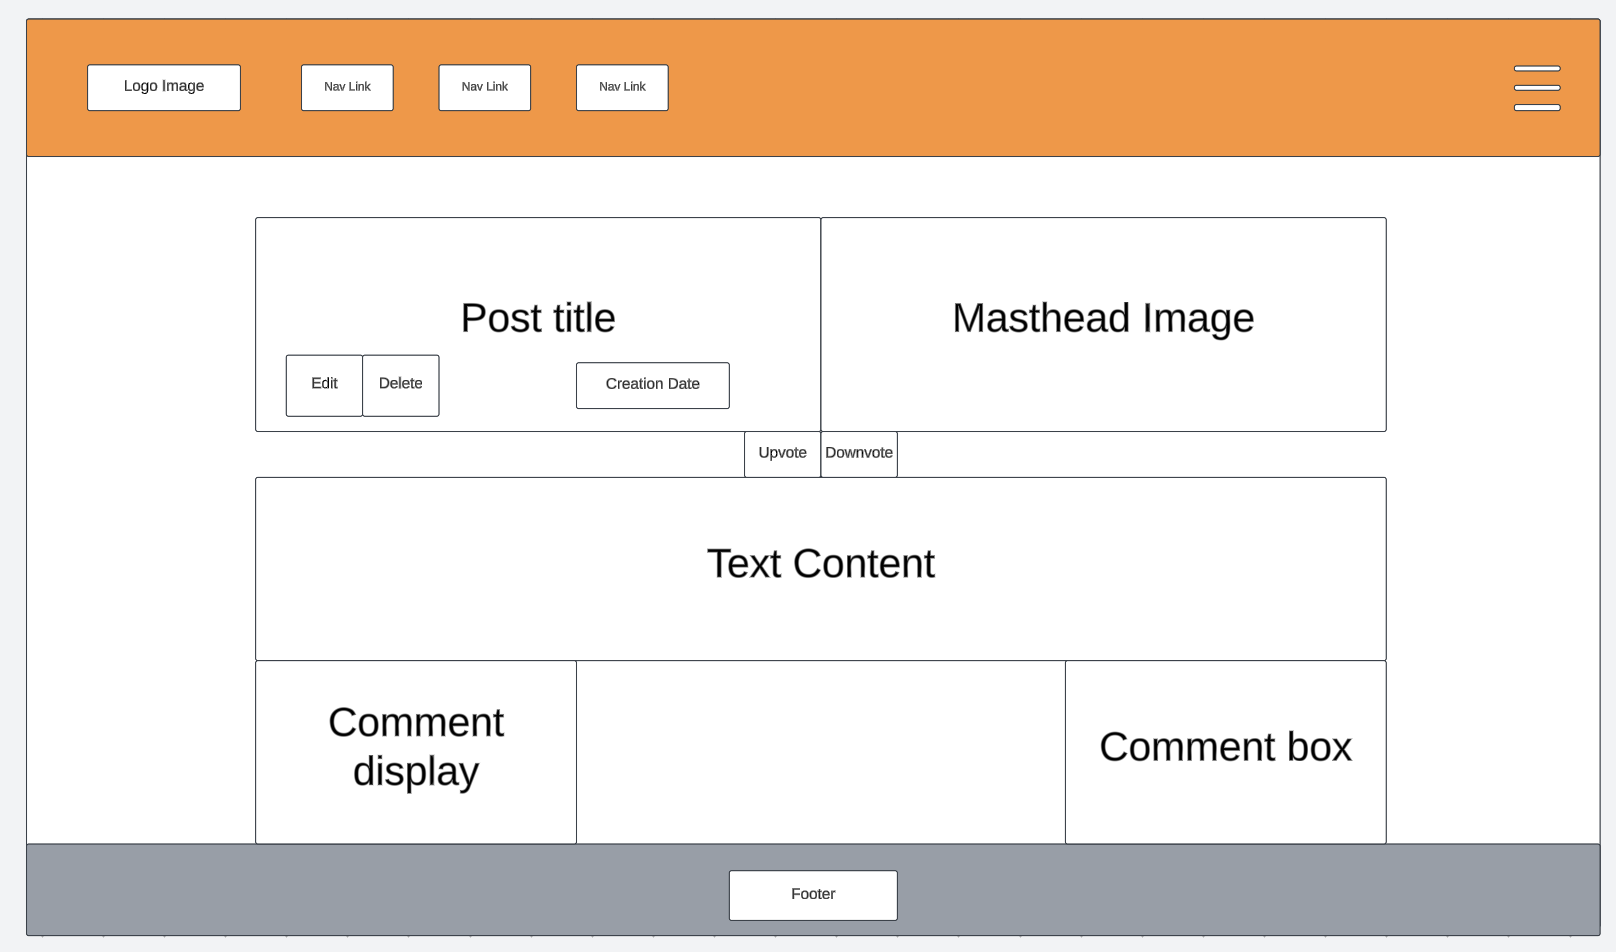 Logo Image
Nav Link
Nav Link
Nav Link
Post title
Masthead Image
Edit
Delete
Creation Date
Upvote
Downvote
Text Content
Comment
display
Comment box
Footer